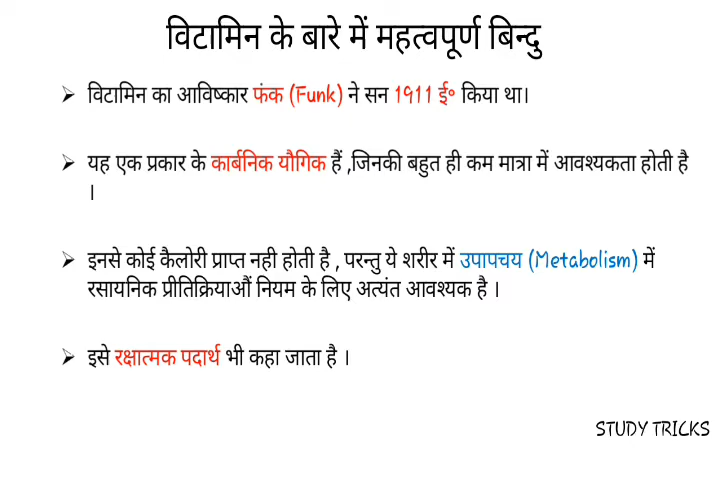 विटामिन के बारे में महत्वपूर्ण बिन्दु
➢ विटामिन का आविष्कार फंक (Funk) ने सन 1911 ई° किया था।
➢ यह एक प्रकार के कार्बनिक यौगिक हैं ,जिनकी बहुत ही कम मात्रा में आवश्यकता होती है
।
➢ इनसे कोई कैलोरी प्राप्त नही होती है , परन्तु ये शरीर में उपापचय (Metabolism) में
रसायनिक प्रीतिक्रियाऔं नियम के लिए अत्यंत आवश्यक है ।
➢ इसे रक्षात्मक पदार्थ भी कहा जाता है ।
STUDY TRICKS